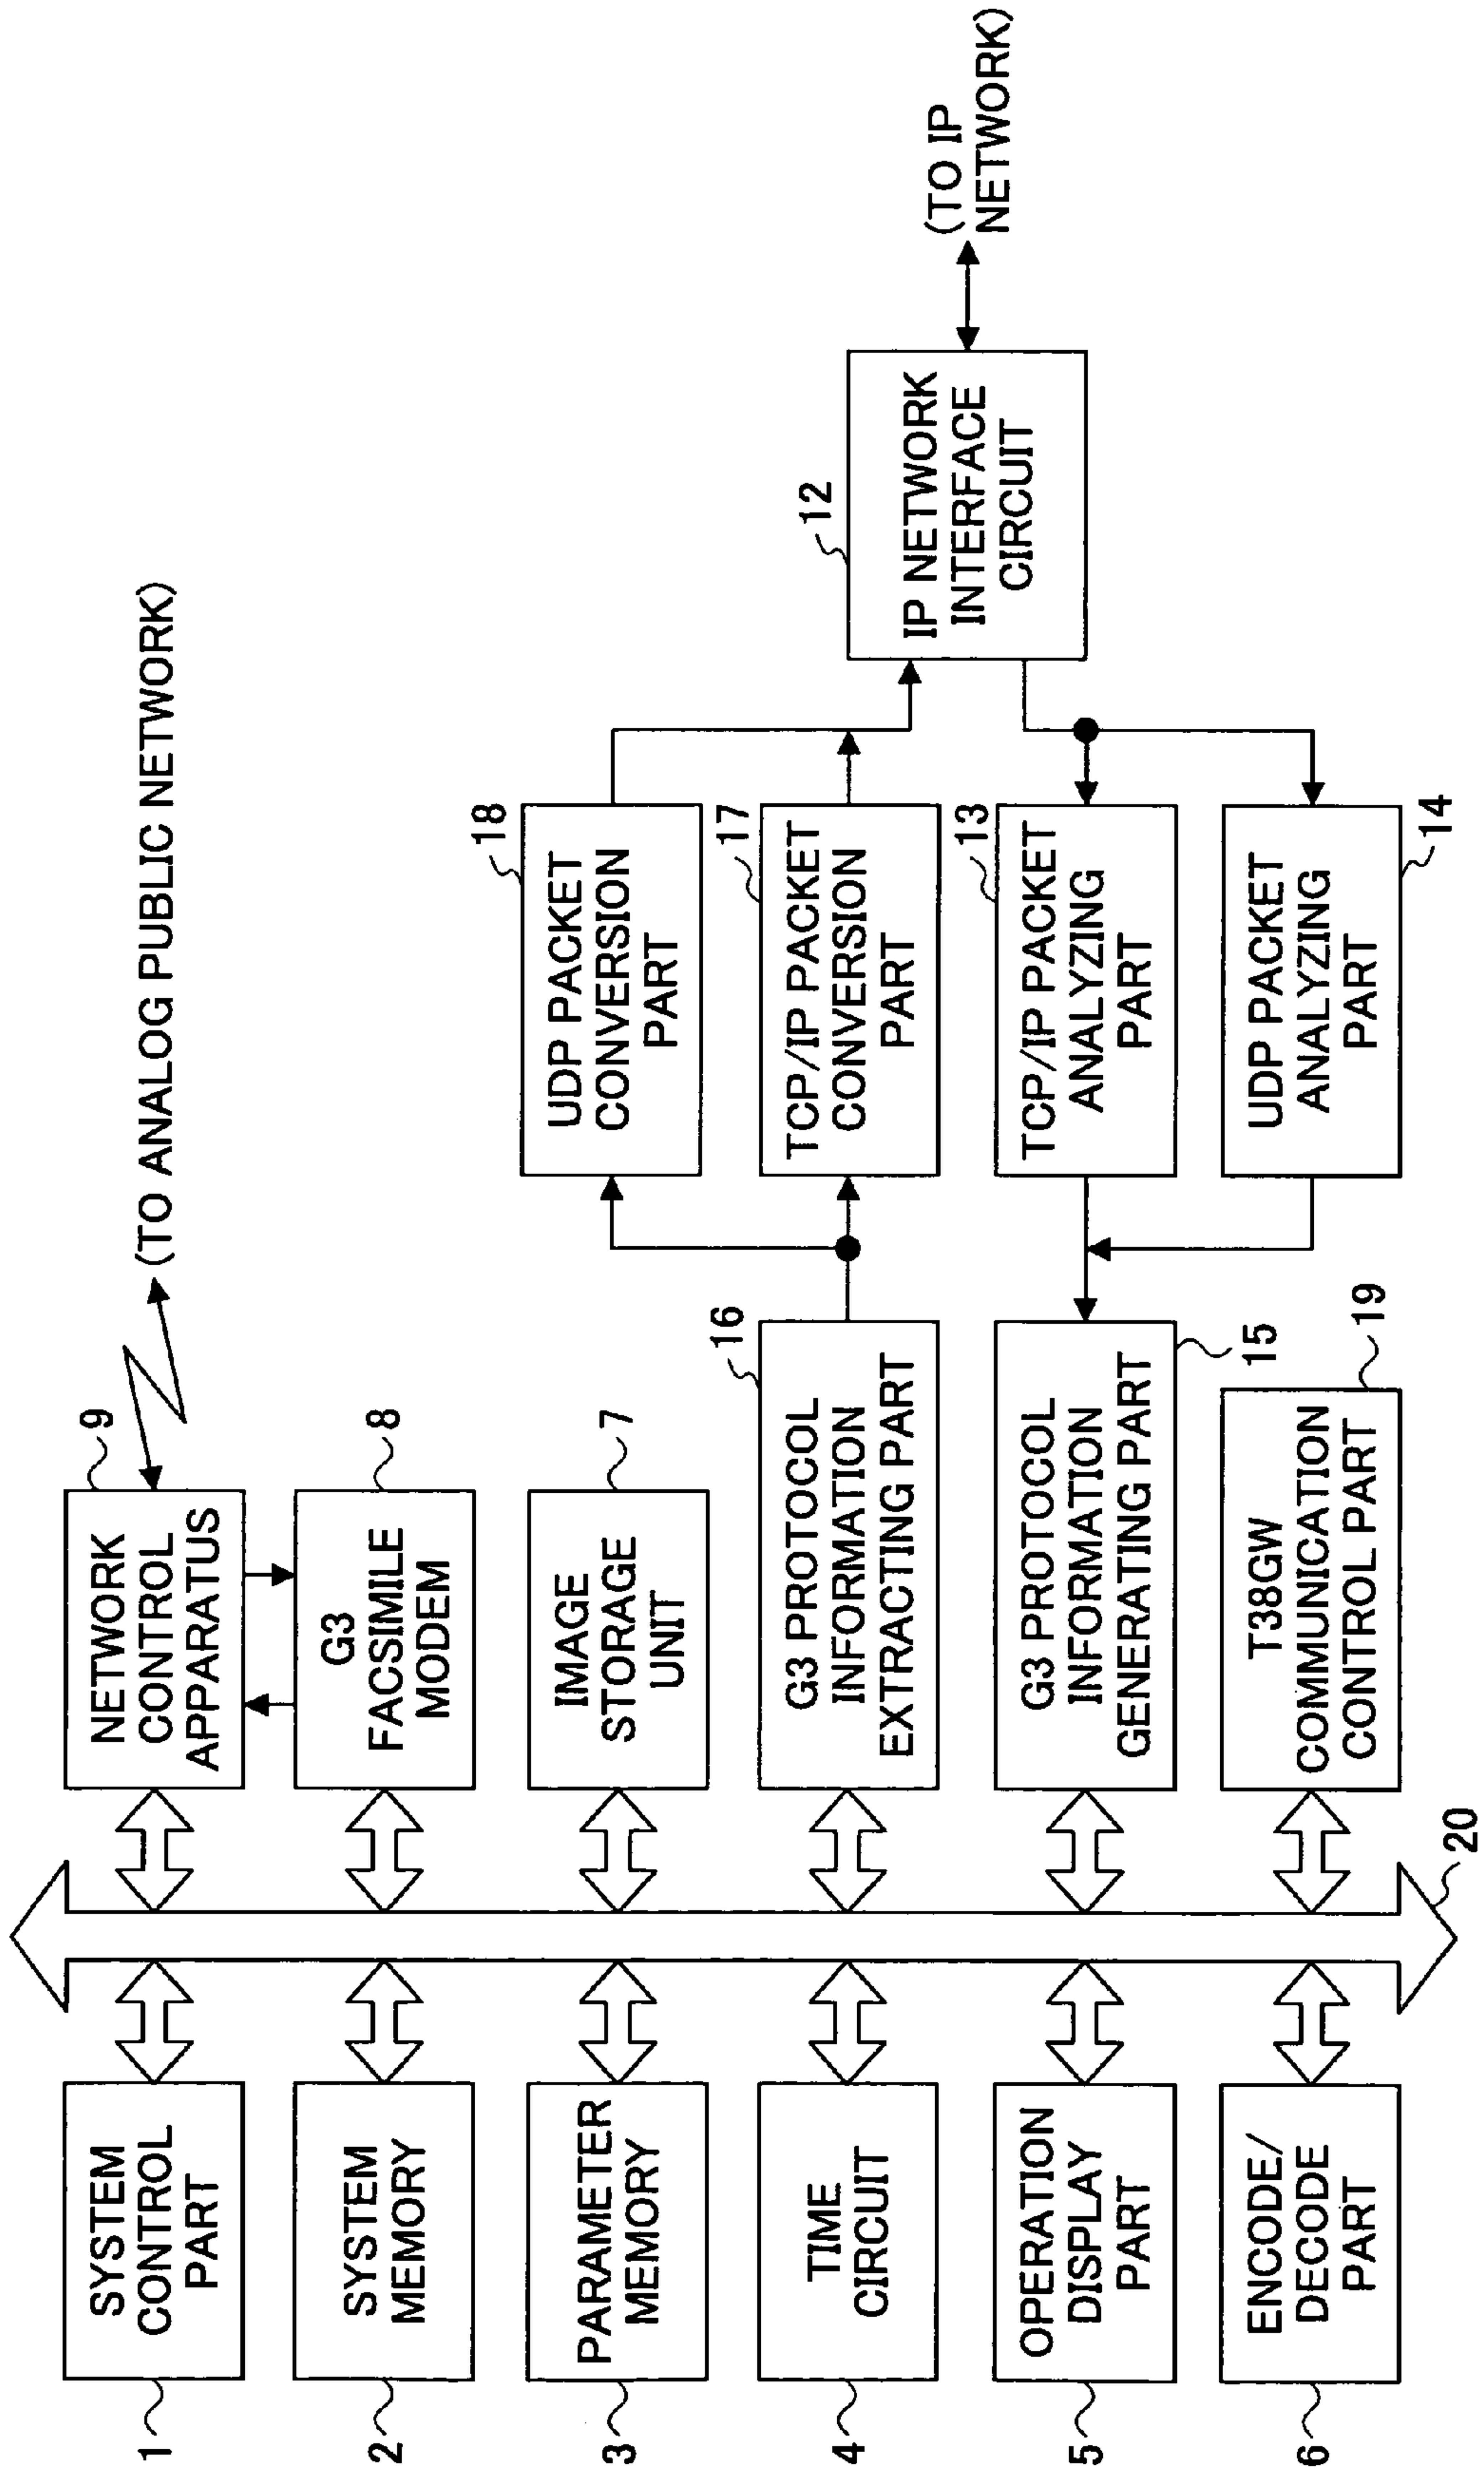 1
SYSTEM
CONTROL
PART
2
SYSTEM
MEMORY
3
PARAMETER
MEMORY
4
TIME
CIRCUIT
5
OPERATION
DISPLAY
PART
6
ENCODE/
DECODE
PART
20
NETWORK
CONTROL
APPARATUS
9
(TO ANALOG PUBLIC NETWORK)
G3
FACSIMILE
MODEM
8
IMAGE
STORAGE
UNIT
7
G3 PROTOCOL
INFORMATION
EXTRACTING PART
16
G3 PROTOCOL
INFORMATION
GENERATING PART
15
T38GW
COMMUNICATION
CONTROL PART
19
UDP PACKET
CONVERSION
PART
18
TCP/IP PACKET
CONVERSION
PART
17
TCP/IP PACKET
ANALYZING
PART
13
UDP PACKET
ANALYZING
PART
14
IP NETWORK
INTERFACE
CIRCUIT
12
(TO IP
NETWORK)